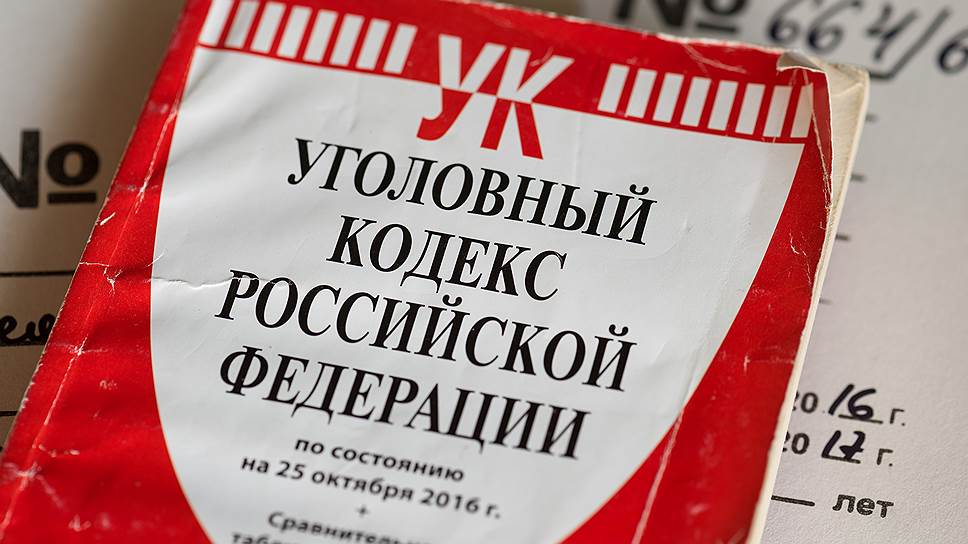 № 664/6
УК
УГОЛОВНЫЙ
КОДЕКС
РОССИЙСКОЙ
ФЕДЕРАЦИИ
по состоянию
на 25 октября 2016 г.
+
№
20 16 г.
20 17 г.
лет